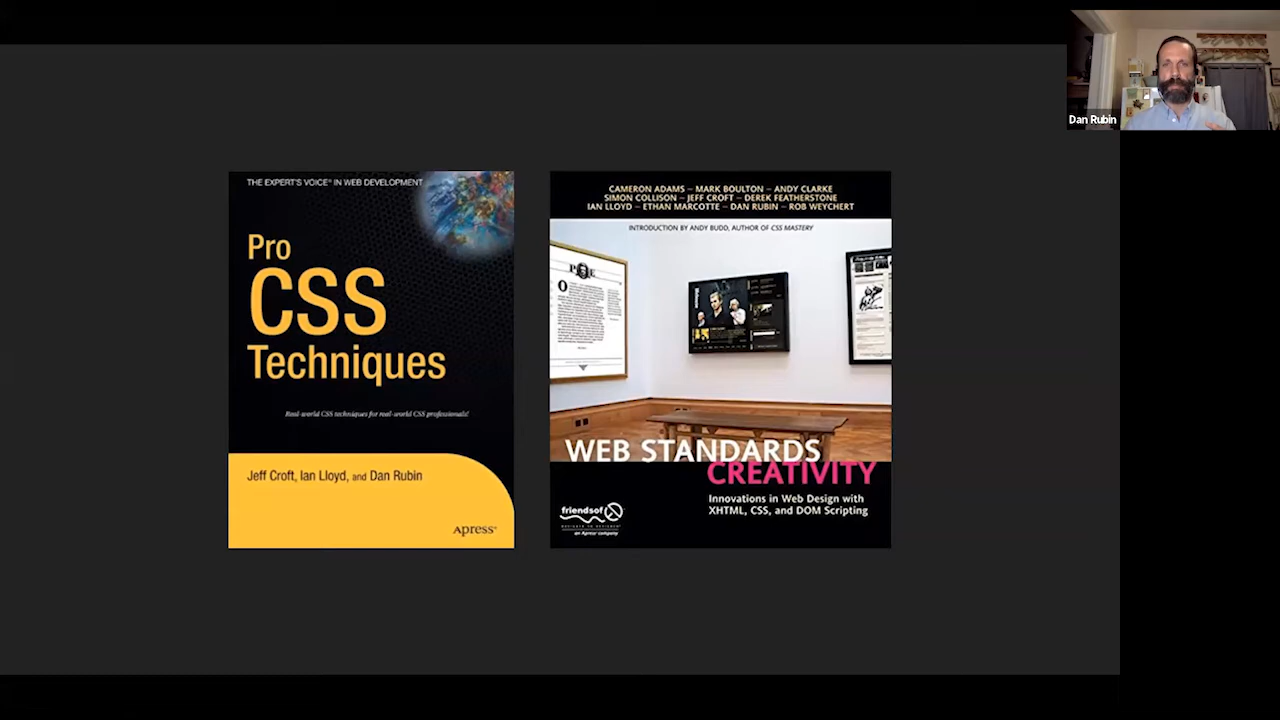 Dan Rubin
THE EXPERT'S VOICE® IN WEB DEVELOPMENT
Pro
CSS
Techniques
Real-world CSS techniques for real-world CSS professionals!
Jeff Croft, Ian Lloyd, and Dan Rubin
Apress®
CAMERON ADAMS – MARK BOULTON – ANDY CLARKE
SIMON COLLISON – JEFF CROFT – DEREK FEATHERSTONE
IAN LLOYD – ETHAN MARCOTTE – DAN RUBIN – ROB WEYCHERT
INTRODUCTION BY ANDY BUDD, AUTHOR OF CSS MASTERY
WEB STANDARDS
CREATIVITY
Innovations in Web Design with
XHTML, CSS, and DOM Scripting
friendsof
DESIGNER TO DESIGNER™
an Apress® company